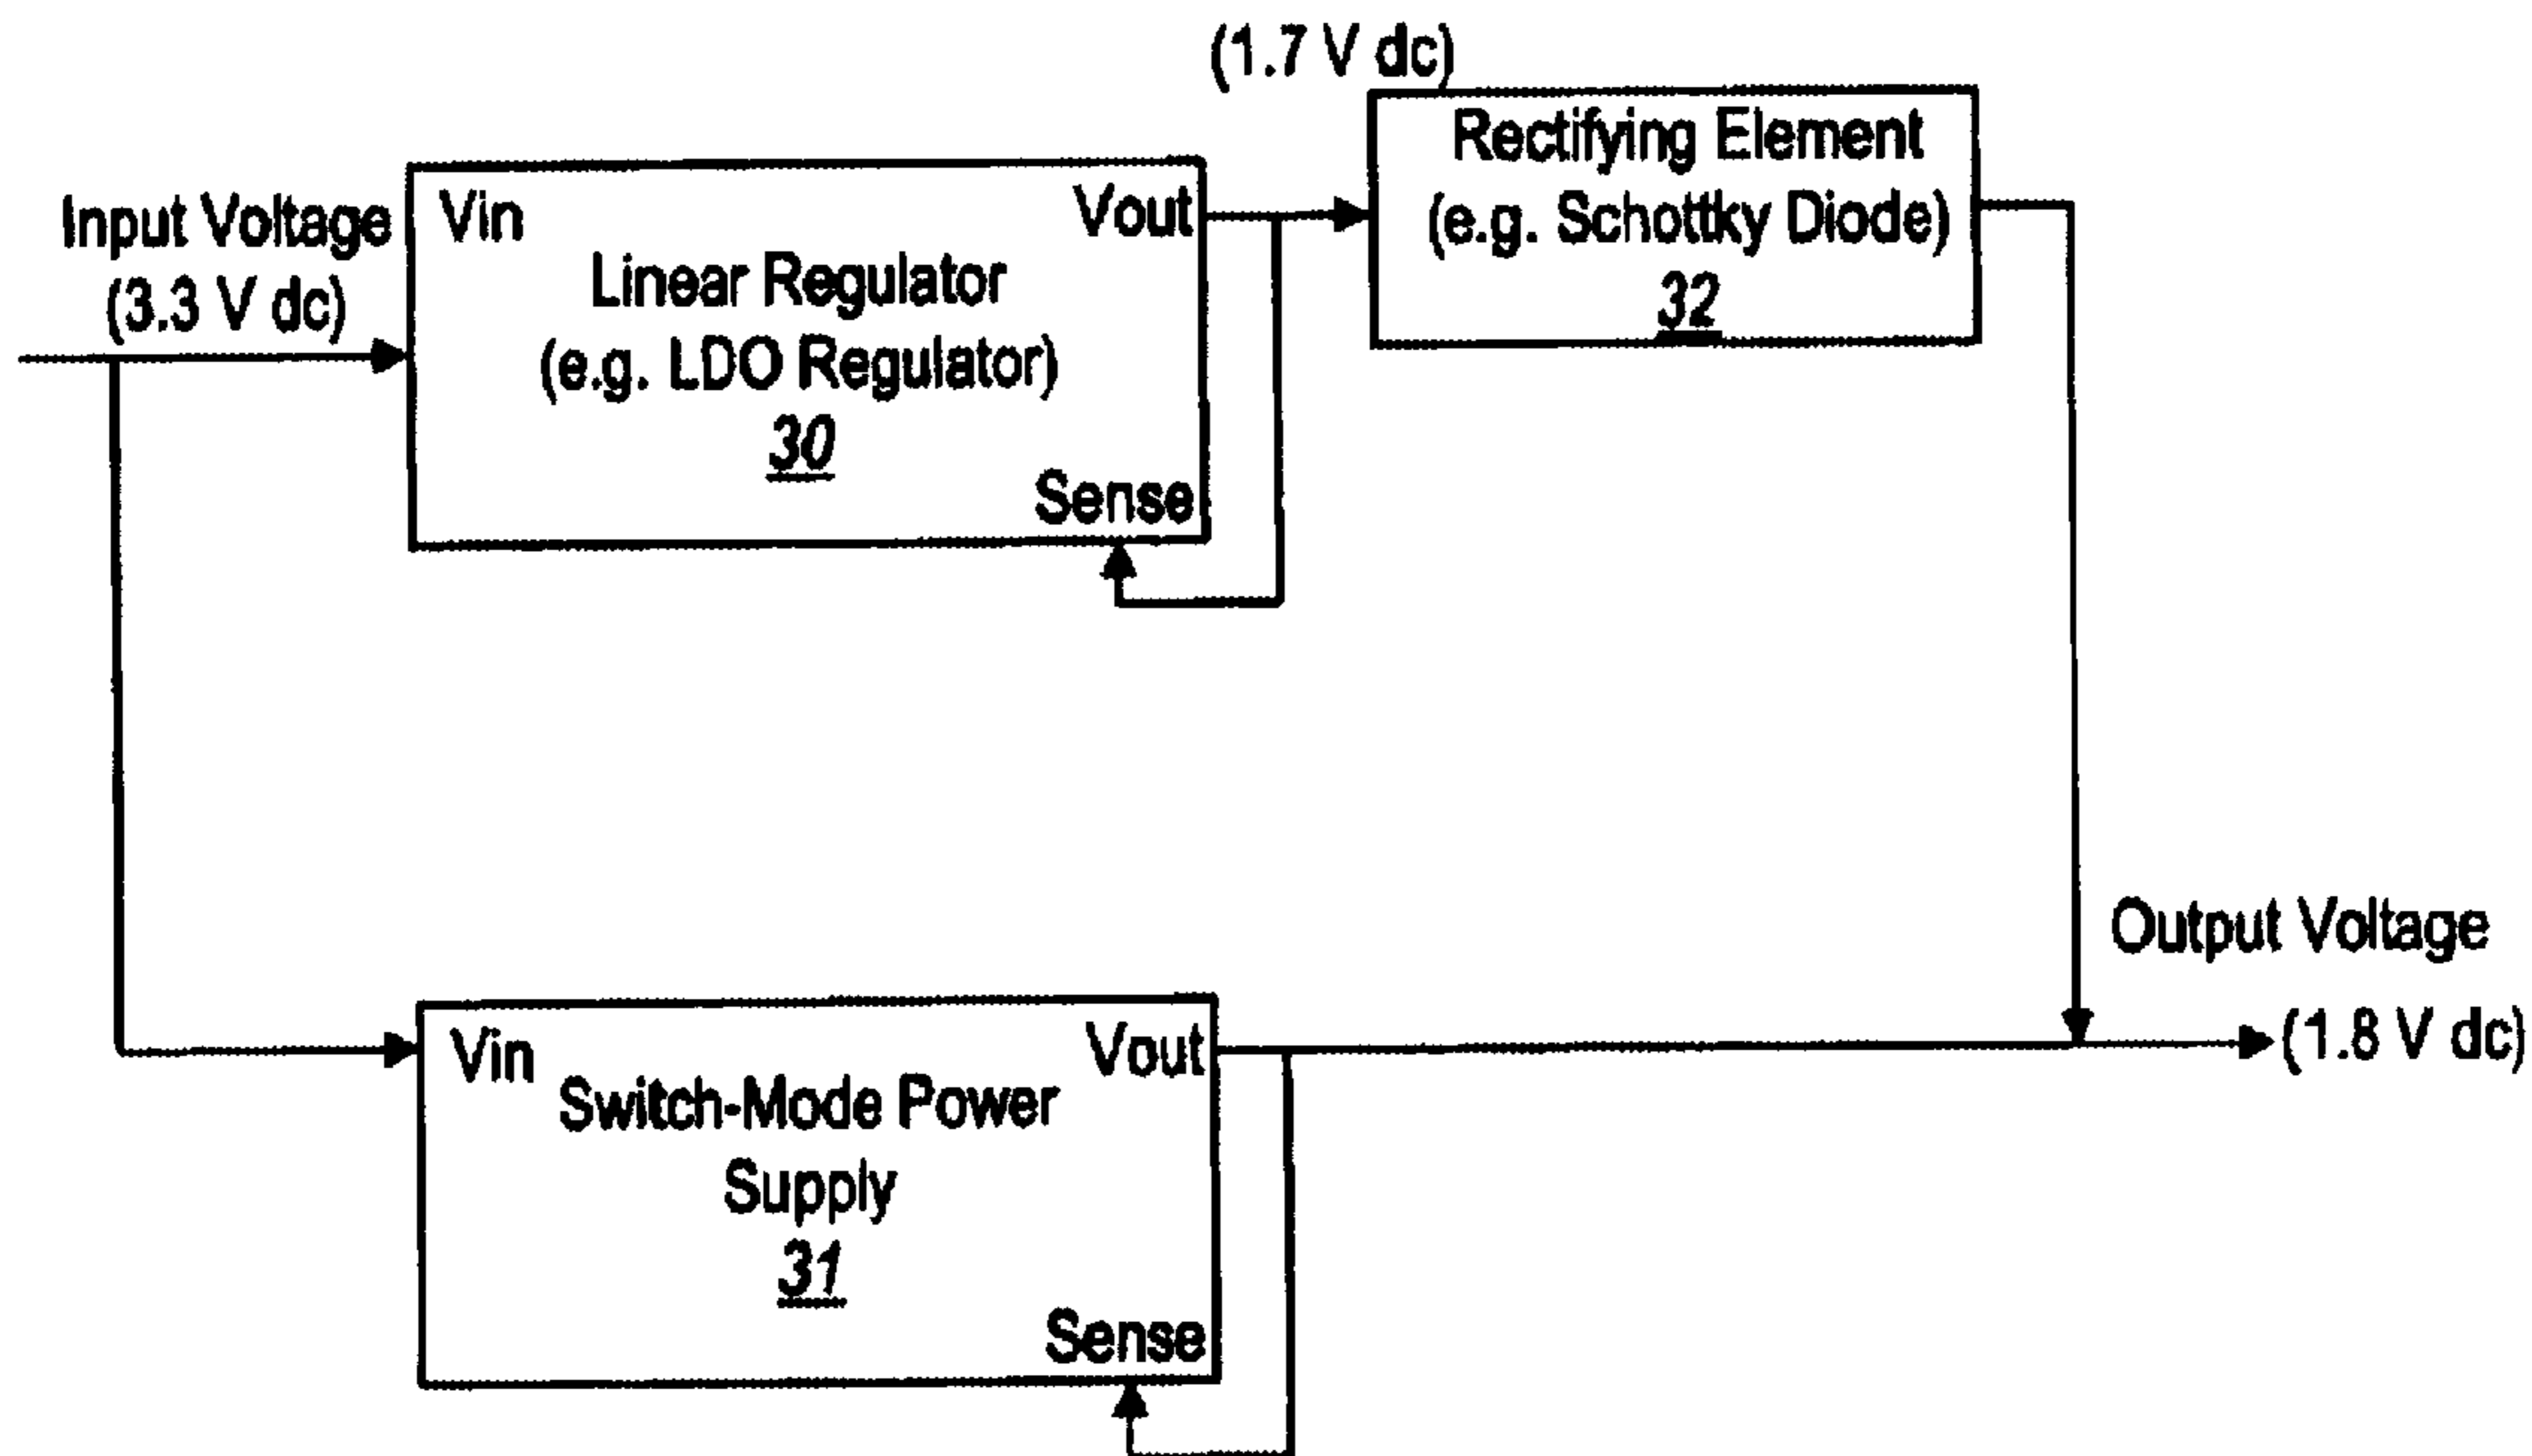 (1.7 V dc)
Rectifying Element
(e.g. Schottky Diode)
32
Input Voltage
(3.3 V dc)
Vin
Vout
Linear Regulator
(e.g. LDO Regulator)
30
Sense
Output Voltage
(1.8 V dc)
Vin
Vout
Switch-Mode Power
Supply
31
Sense